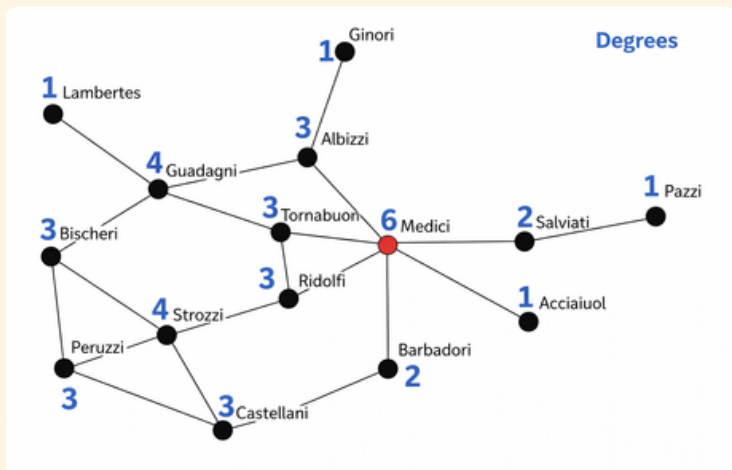 Degrees
1 Ginori
1 Lambertes
3 Albizzi
4 Guadagni
1 Pazzi
3 Tornabuon
6 Medici
2 Salviati
3 Bischeri
3 Ridolfi
1 Acciaiuol
4 Strozzi
Peruzzi
3
Barbadori
2
3 Castellani